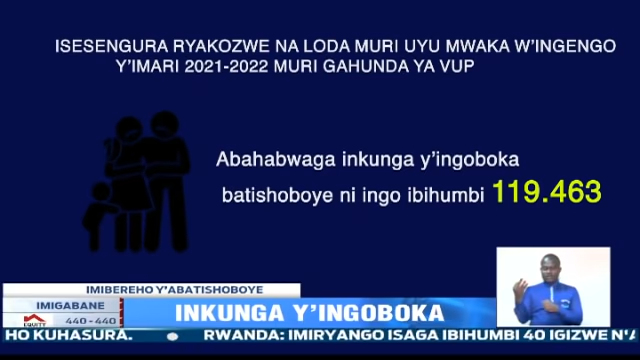 ISESENGURA RYAKOZWE NA LODA MURI UYU MWAKA W'INGENGO
Y'IMARI 2021-2022 MURI GAHUNDA YA VUP
Abahabwaga inkunga y'ingoboka
batishoboye ni ingo ibihumbi 119.463
IMIBEREHO Y'ABATISHOBOYE
IMIGABANE
INKUNGA Y'INGOBOKA
EQUITY 440 - 440
HO KUHASURA. RWANDA: IMIRYANGO ISAGA IBIHUMBI 40 IGIZWE N'A